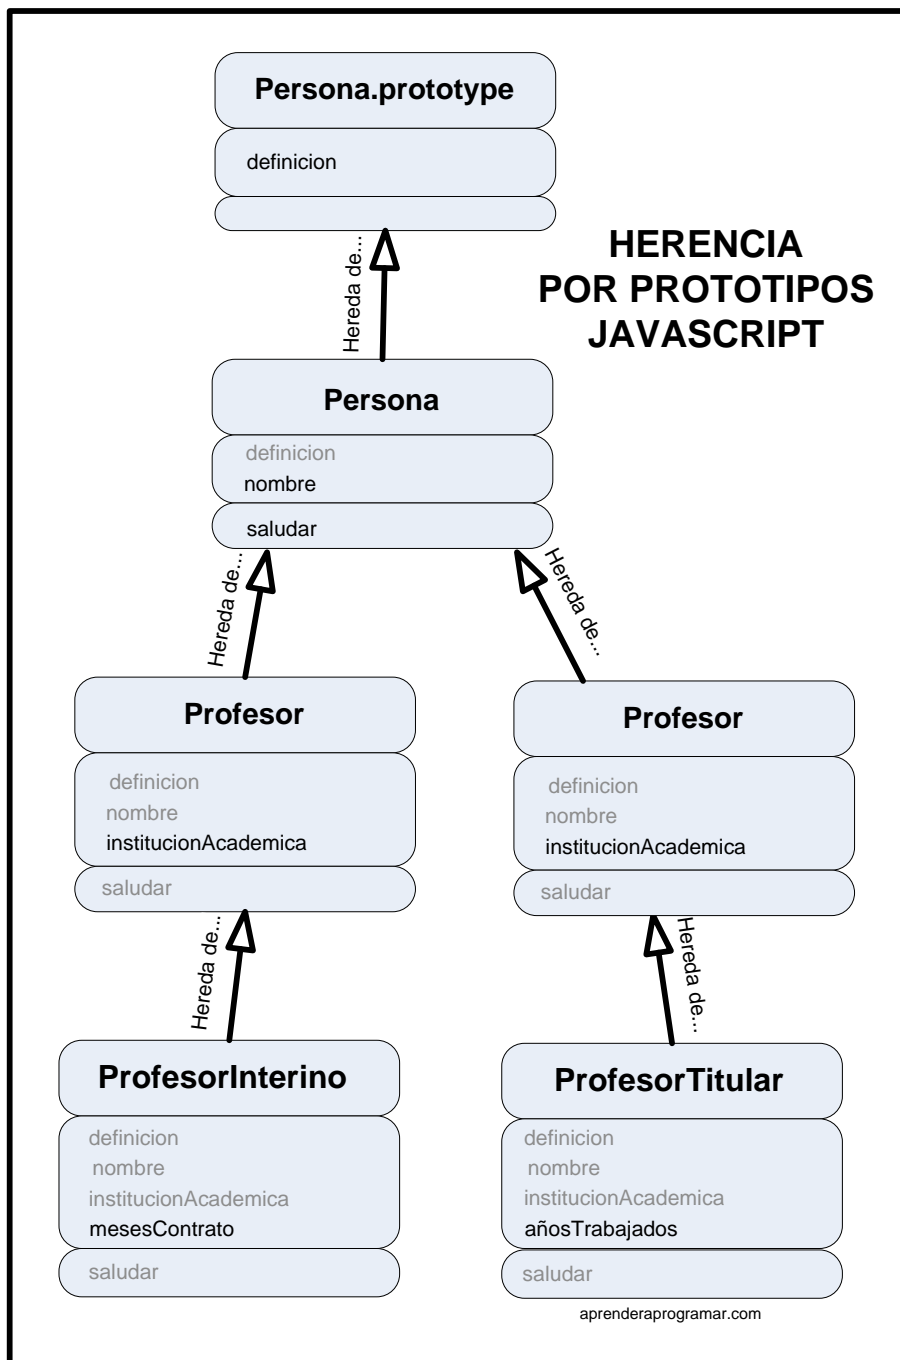 Persona.prototype
definicion
Hereda de...
HERENCIA
POR PROTOTIPOS
JAVASCRIPT
Persona
definicion
nombre
saludar
Hereda de...
Hereda de...
Profesor
definicion
nombre
institucionAcademica
saludar
Profesor
definicion
nombre
institucionAcademica
saludar
Hereda de...
Hereda de...
ProfesorInterino
definicion
nombre
institucionAcademica
mesesContrato
saludar
ProfesorTitular
definicion
nombre
institucionAcademica
añosTrabajados
saludar
aprenderaprogramar.com